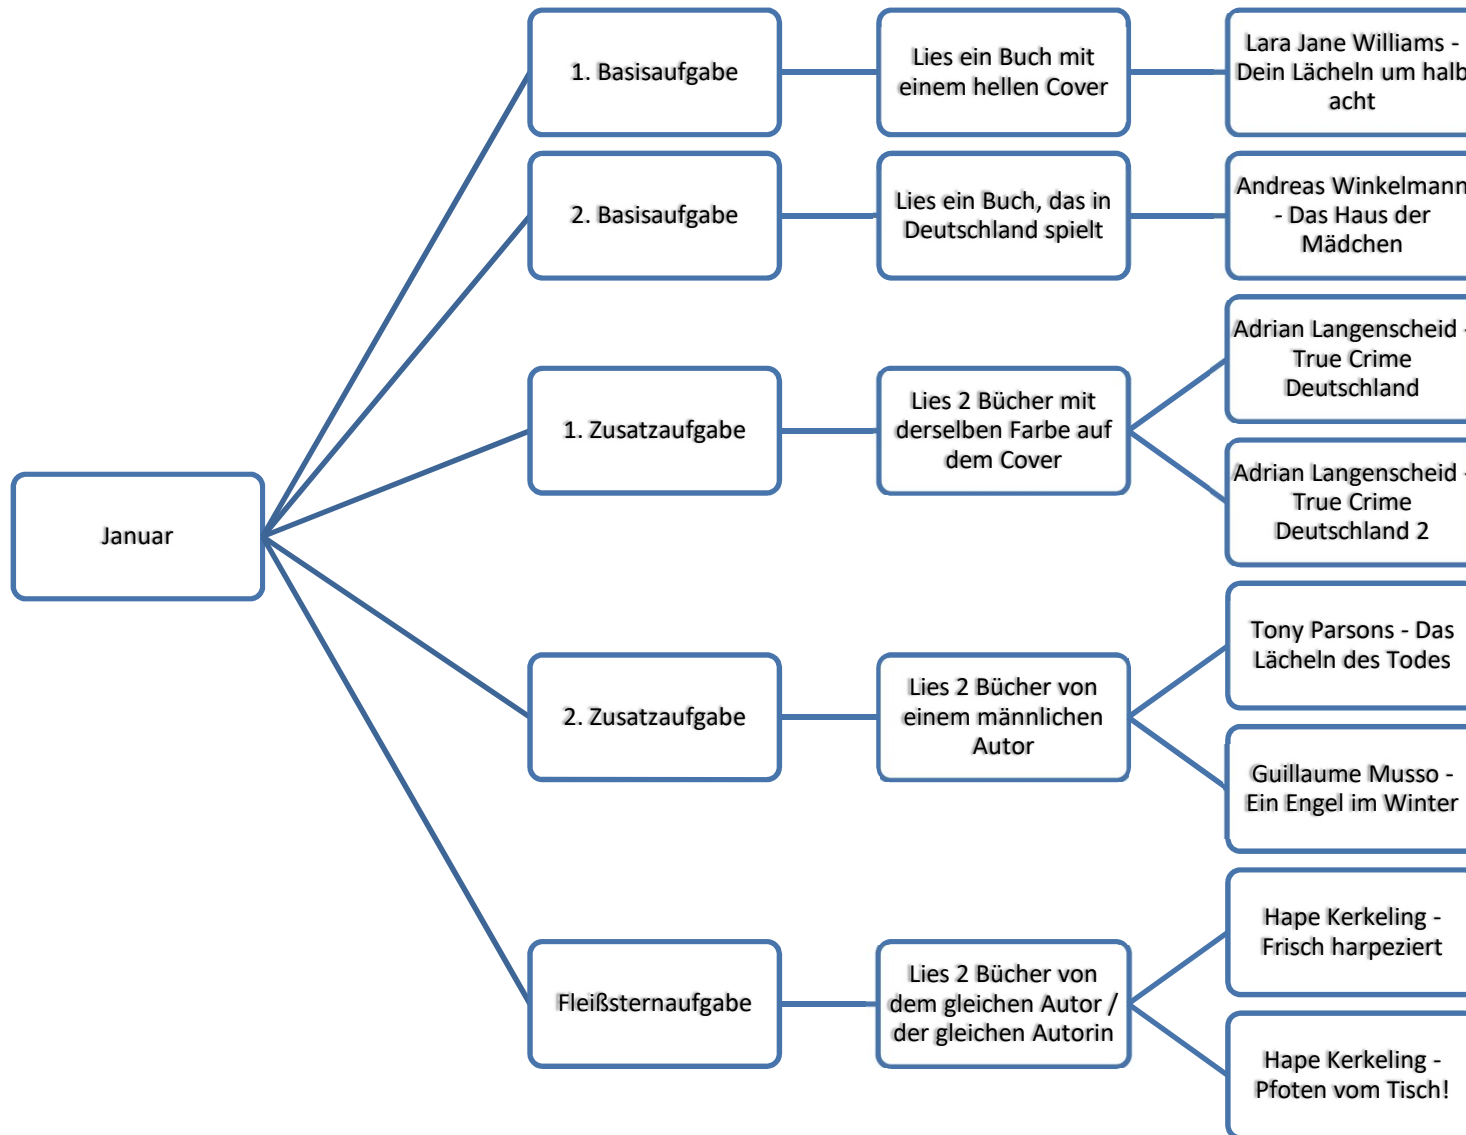 Januar
1. Basisaufgabe
Lies ein Buch mit
einem hellen Cover
Lara Jane Williams -
Dein Lächeln um halb
acht
2. Basisaufgabe
Lies ein Buch, das in
Deutschland spielt
Andreas Winkelmann
- Das Haus der
Mädchen
1. Zusatzaufgabe
Lies 2 Bücher mit
derselben Farbe auf
dem Cover
Adrian Langenscheid -
True Crime
Deutschland
Adrian Langenscheid -
True Crime
Deutschland 2
2. Zusatzaufgabe
Lies 2 Bücher von
einem männlichen
Autor
Tony Parsons - Das
Lächeln des Todes
Guillaume Musso -
Ein Engel im Winter
Fleißsternaufgabe
Lies 2 Bücher von
dem gleichen Autor /
der gleichen Autorin
Hape Kerkeling -
Frisch harpeziert
Hape Kerkeling -
Pfoten vom Tisch!